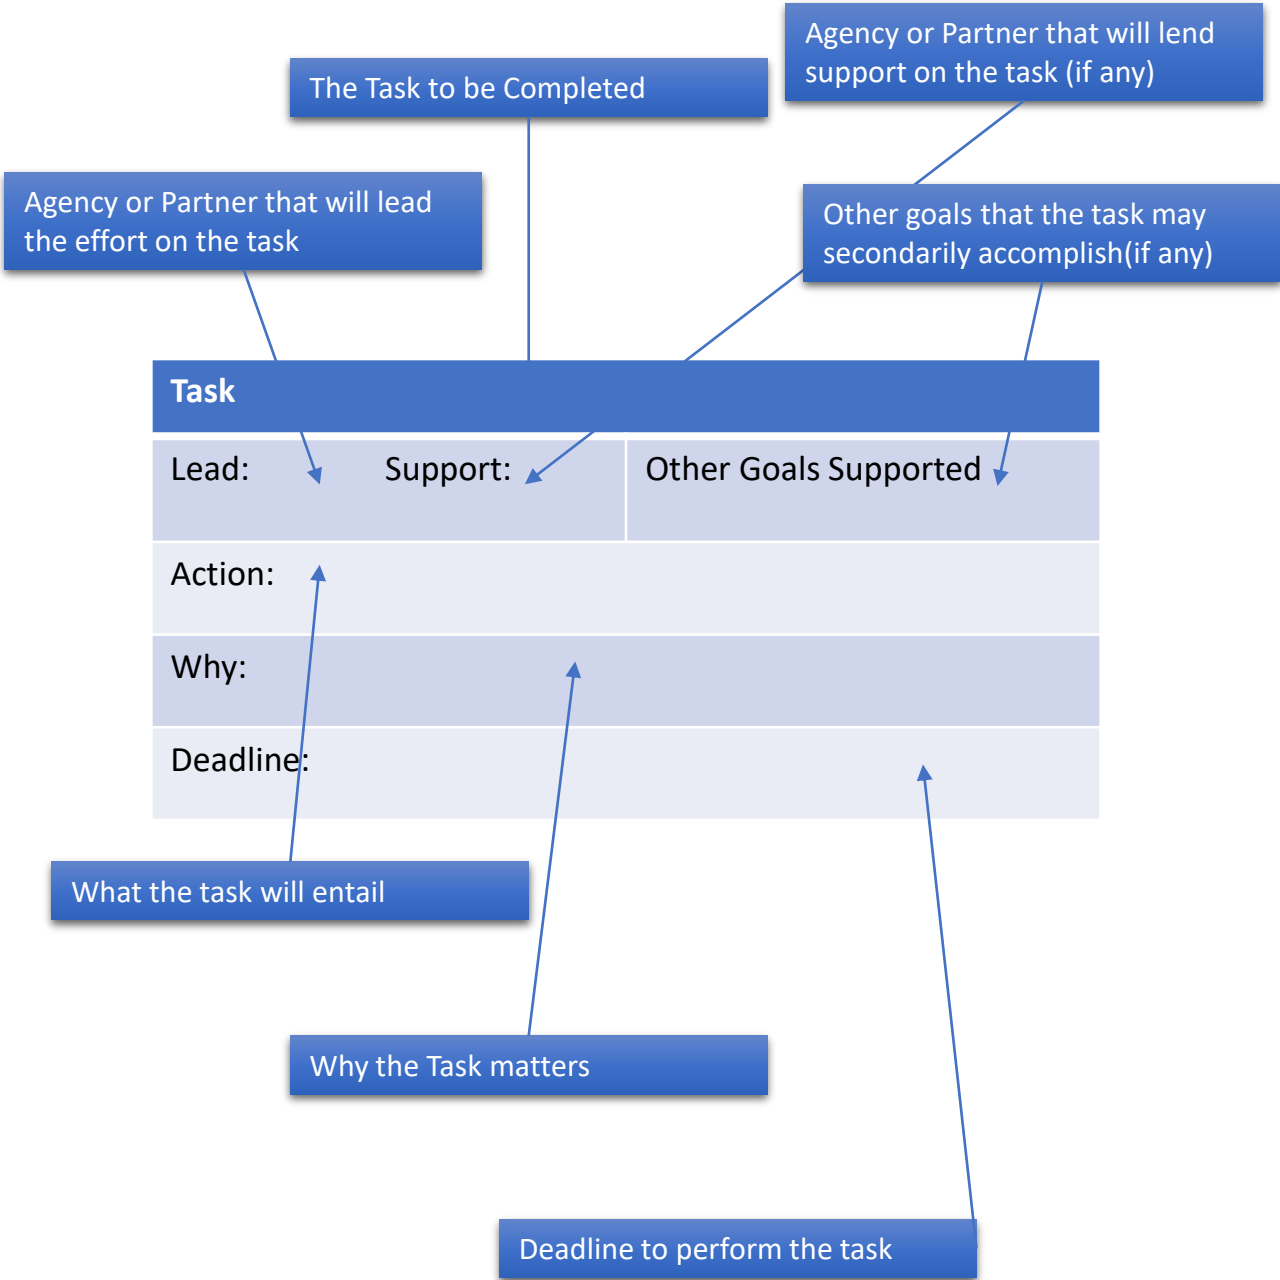 Agency or Partner that will lend
support on the task (if any)
The Task to be Completed
Agency or Partner that will lead
the effort on the task
Other goals that the task may
secondarily accomplish(if any)
Task
Lead: Support:
Other Goals Supported
Action:
Why:
Deadline:
What the task will entail
Why the Task matters
Deadline to perform the task